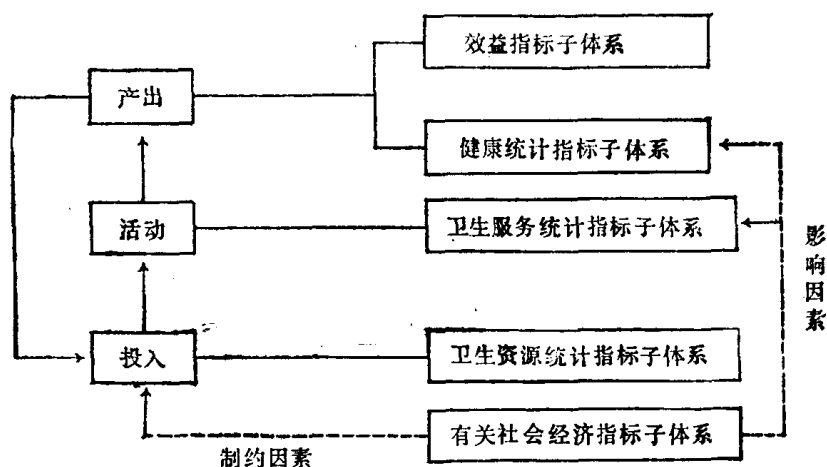 效益指标子体系
产出
健康统计指标子体系
活动
卫生服务统计指标子体系
影响因素
投入
卫生资源统计指标子体系
有关社会经济指标子体系
制约因素